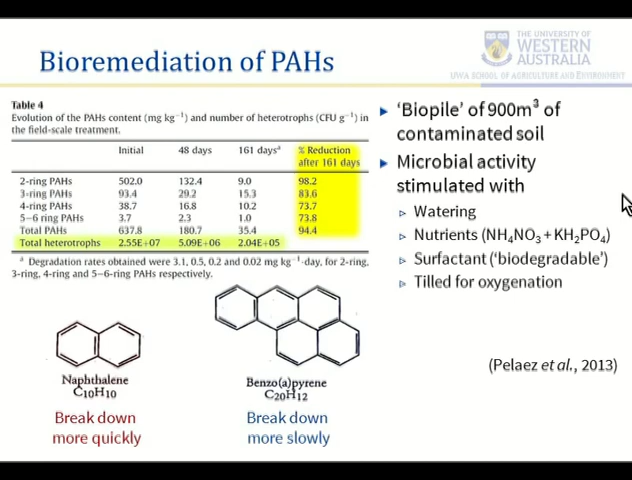 Bioremediation of PAHs
THE UNIVERSITY OF
WESTERN
AUSTRALIA
UWA SCHOOL OF AGRICULTURE AND ENVIRONMENT
Table 4
Evolution of the PAHs content (mg kg⁻¹) and number of heterotrophs (CFU g⁻¹) in
the field-scale treatment.
Initial 48 days 161 daysᵃ % Reduction
after 161 days
2-ring PAHs 502.0 132.4 9.0 98.2
3-ring PAHs 93.4 29.2 15.3 83.6
4-ring PAHs 38.7 16.8 10.2 73.7
5–6 ring PAHs 3.7 2.3 1.0 73.8
Total PAHs 637.8 180.7 35.4 94.4
Total heterotrophs 2.55E+07 5.09E+06 2.04E+05
ᵃ Degradation rates obtained were 3.1, 0.5, 0.2 and 0.02 mg kg⁻¹·day, for 2-ring,
3-ring, 4-ring and 5–6-ring PAHs respectively.
Naphthalene
C10H10
Break down
more quickly
Benzo(a)pyrene
C20H12
Break down
more slowly
‘Biopile’ of 900m³ of
contaminated soil
Microbial activity
stimulated with
Watering
Nutrients (NH₄NO₃ + KH₂PO₄)
Surfactant (‘biodegradable’)
Tilled for oxygenation
(Pelaez et al., 2013)